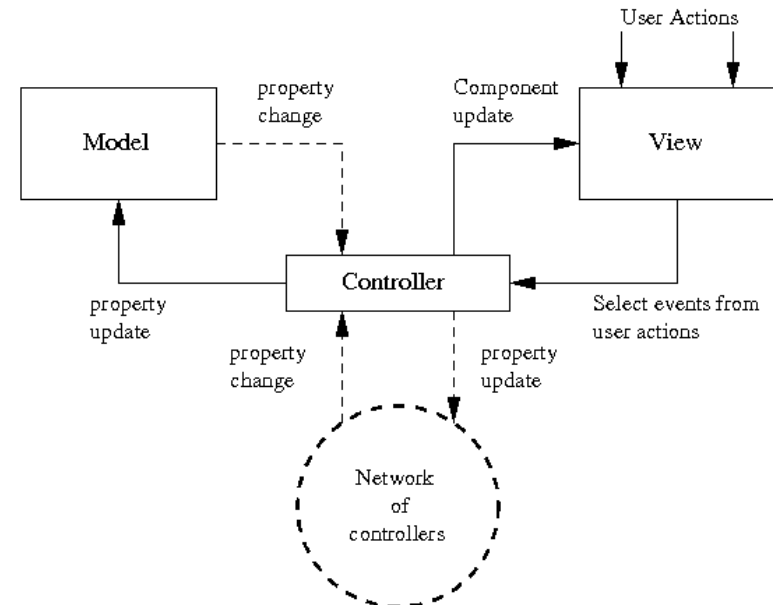 User Actions
property
change
Component
update
Model
View
Controller
property
update
Select events from
user actions
property
change
property
update
Network
of
controllers